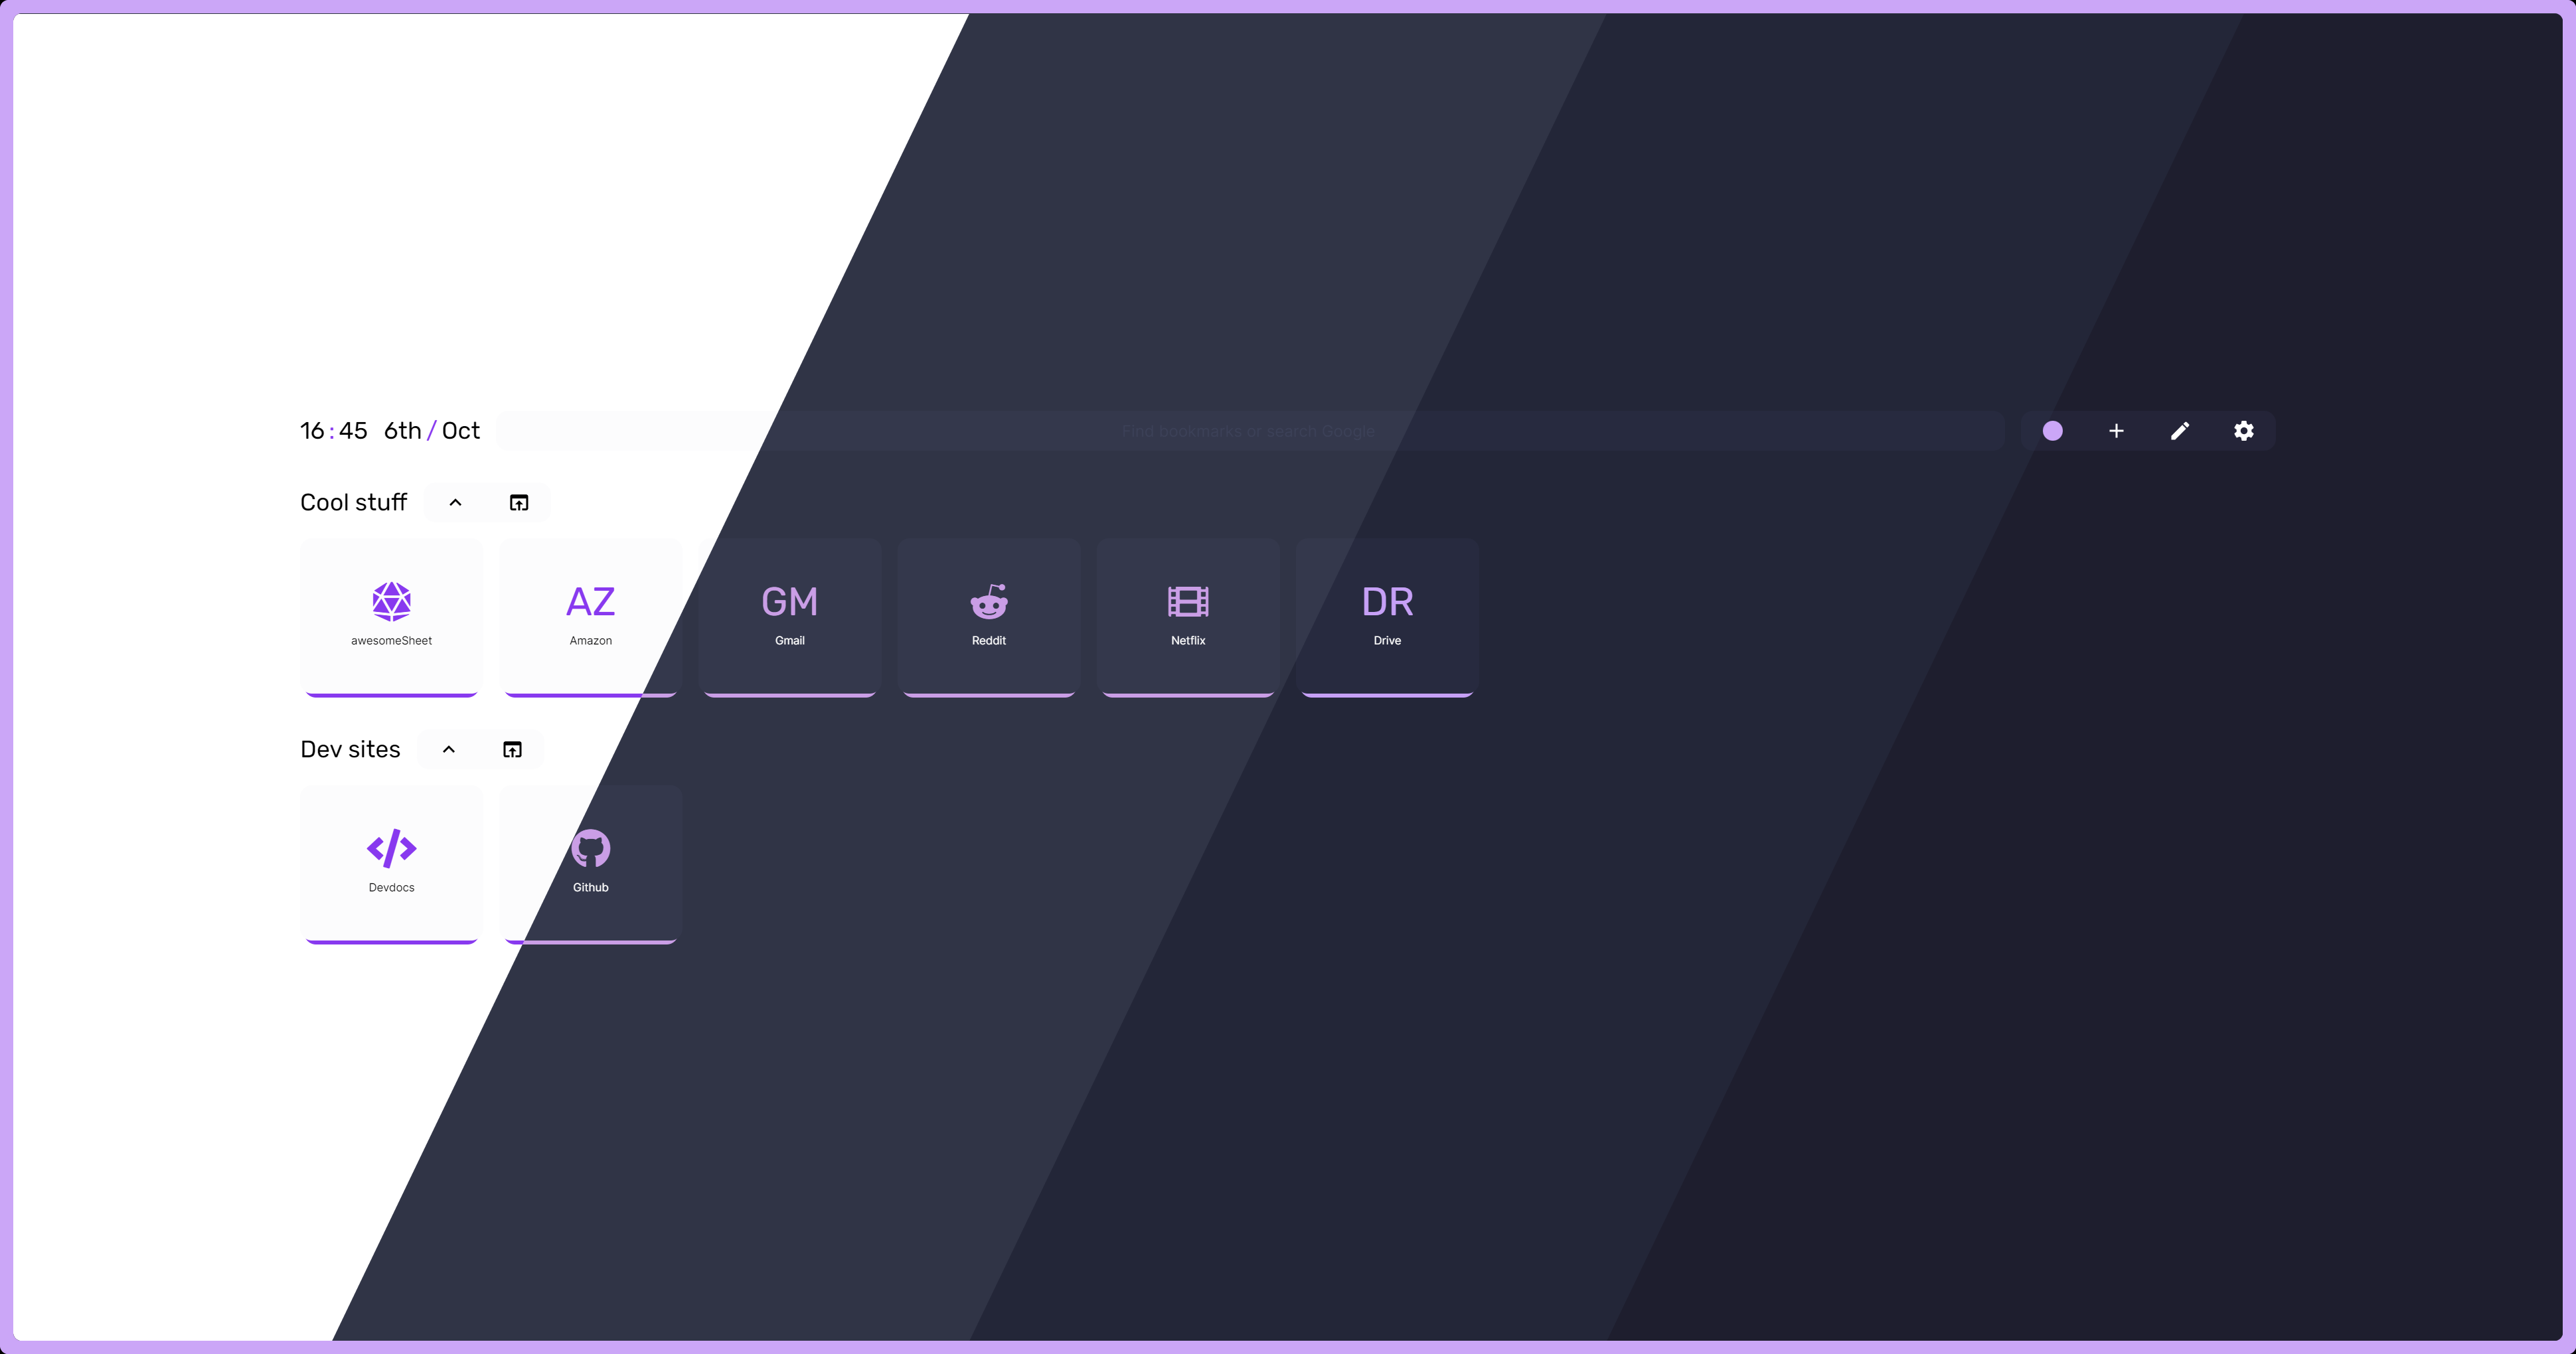 16:45 6th/Oct Find bookmarks or search Google
Cool stuff
AZ GM DR
awesomeSheet Amazon Gmail Reddit Netflix Drive
Dev sites
Devdocs Github